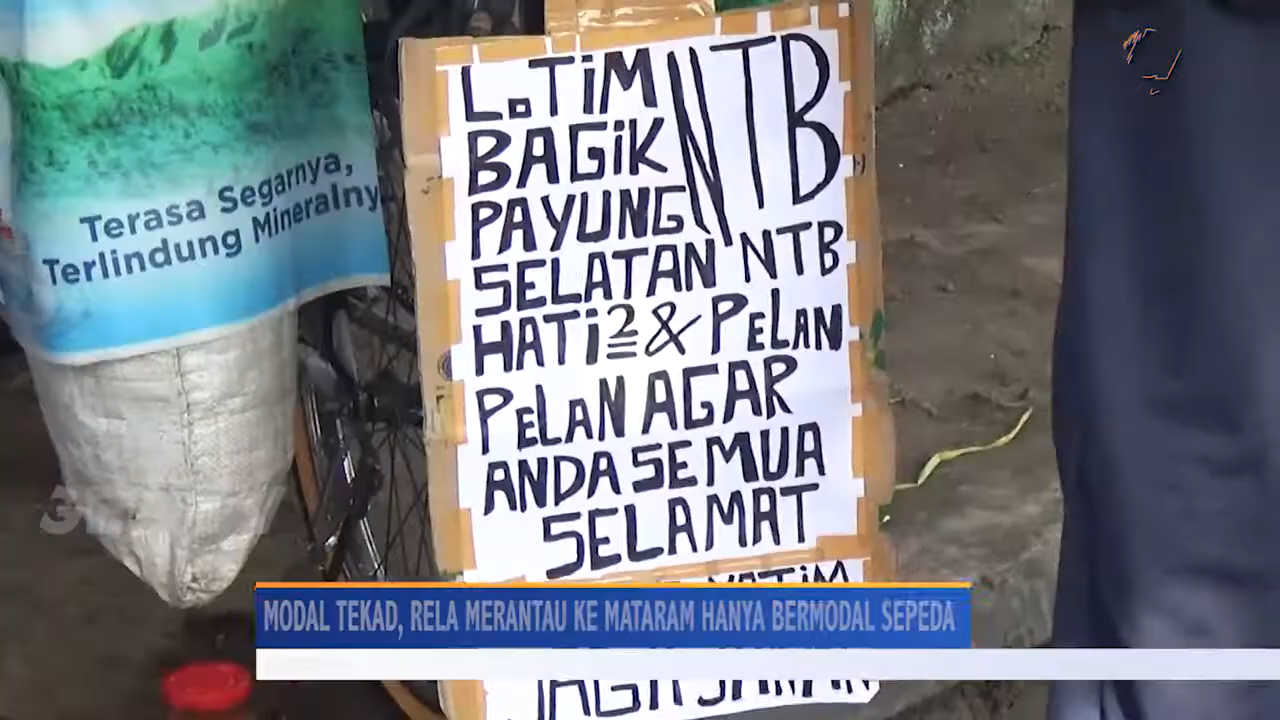 Terasa Segarnya,
Terlindung Mineralny
L.TiM NTB
BAGiK
PAYUNG
SELATAN NTB
HATi2 & PeLAN
PeLAN AGAR
ANDA SEMUA
SELAMAT
YATiM
MODAL TEKAD, RELA MERANTAU KE MATARAM HANYA BERMODAL SEPEDA